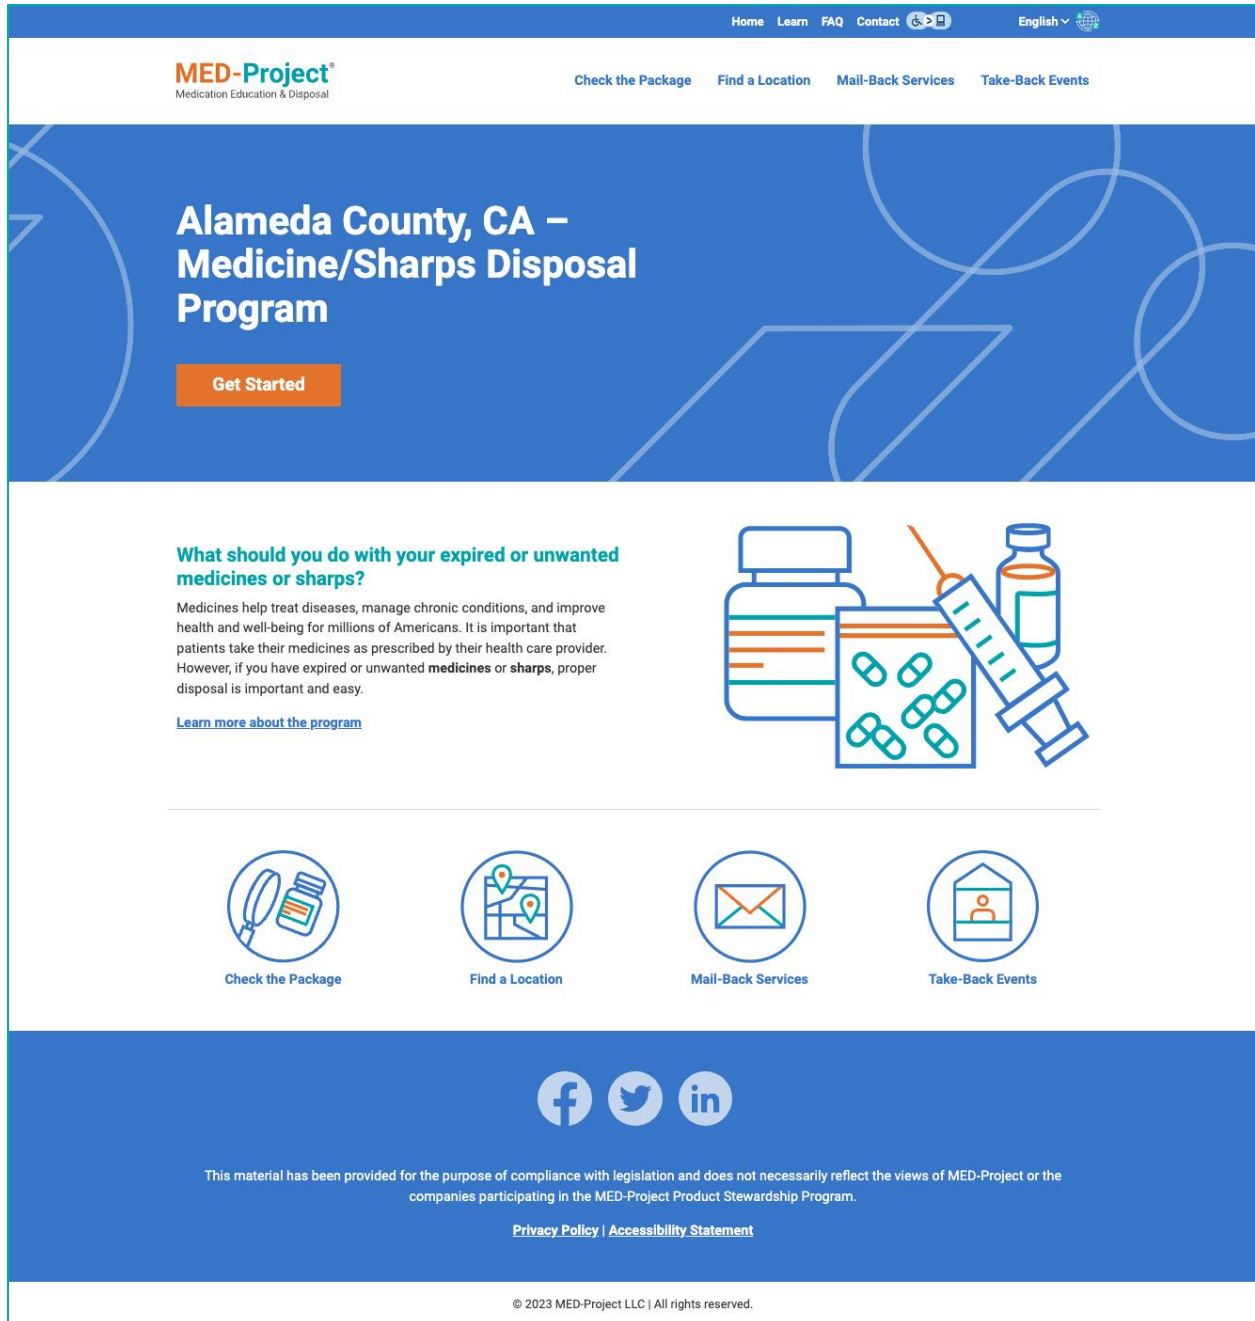 Home Learn FAQ Contact English
MED-Project®
Medication Education & Disposal
Check the Package Find a Location Mail-Back Services Take-Back Events
Alameda County, CA –
Medicine/Sharps Disposal
Program
Get Started
What should you do with your expired or unwanted
medicines or sharps?
Medicines help treat diseases, manage chronic conditions, and improve
health and well-being for millions of Americans. It is important that
patients take their medicines as prescribed by their health care provider.
However, if you have expired or unwanted medicines or sharps, proper
disposal is important and easy.
Learn more about the program
Check the Package Find a Location Mail-Back Services Take-Back Events
This material has been provided for the purpose of compliance with legislation and does not necessarily reflect the views of MED-Project or the
companies participating in the MED-Project Product Stewardship Program.
Privacy Policy | Accessibility Statement
© 2023 MED-Project LLC | All rights reserved.